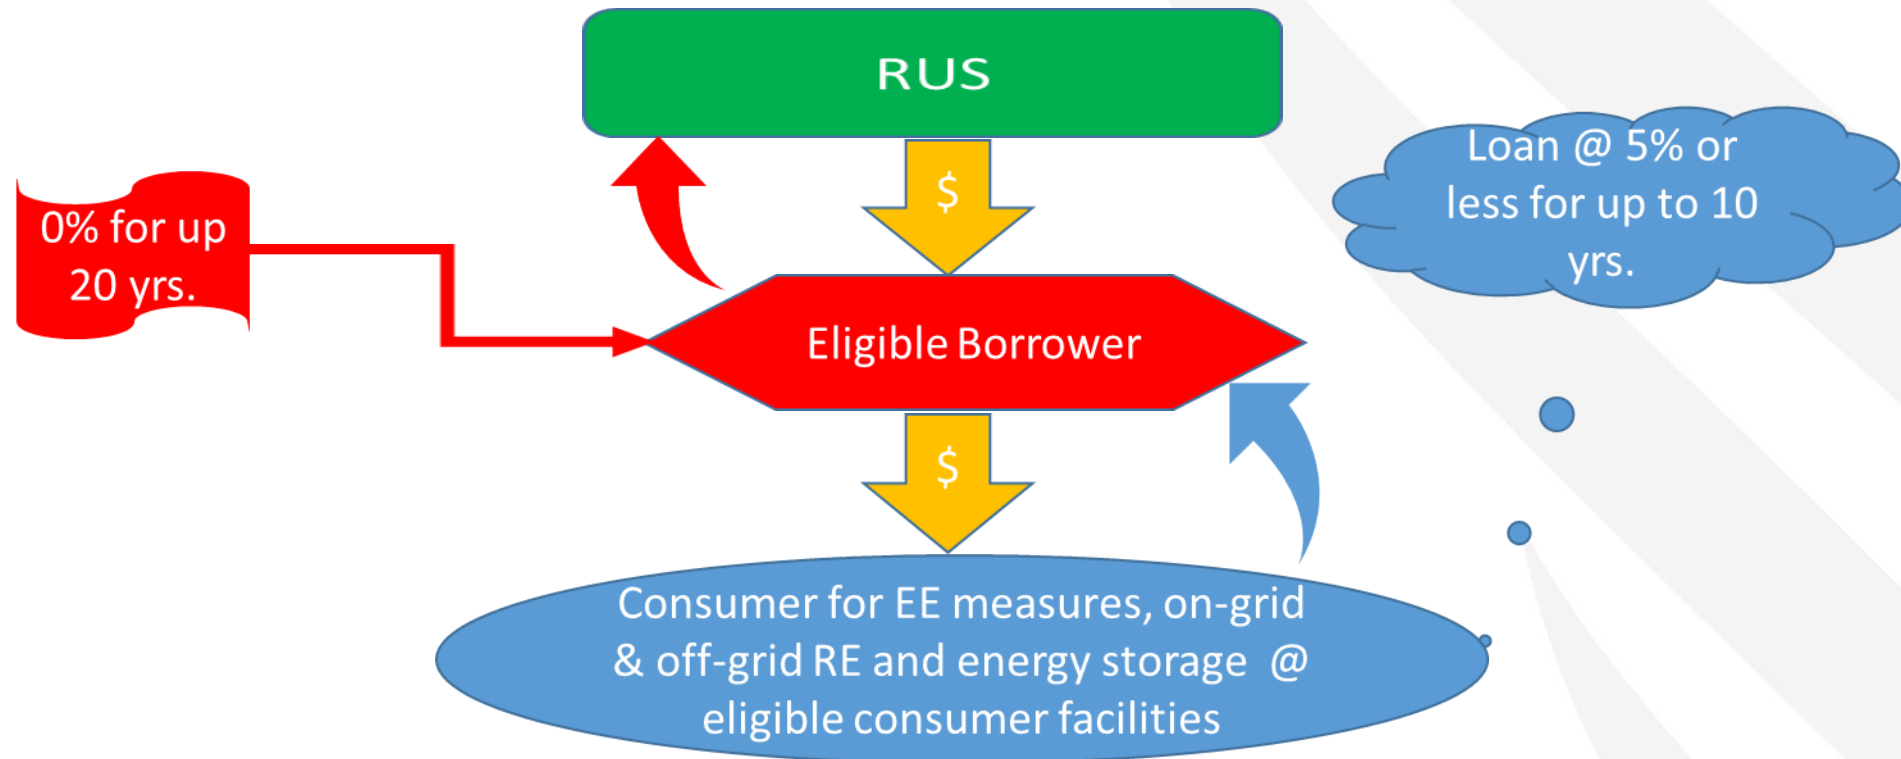 RUS
$
Loan @ 5% or
less for up to 10
yrs.
0% for up
20 yrs.
Eligible Borrower
$
Consumer for EE measures, on-grid
& off-grid RE and energy storage @
eligible consumer facilities